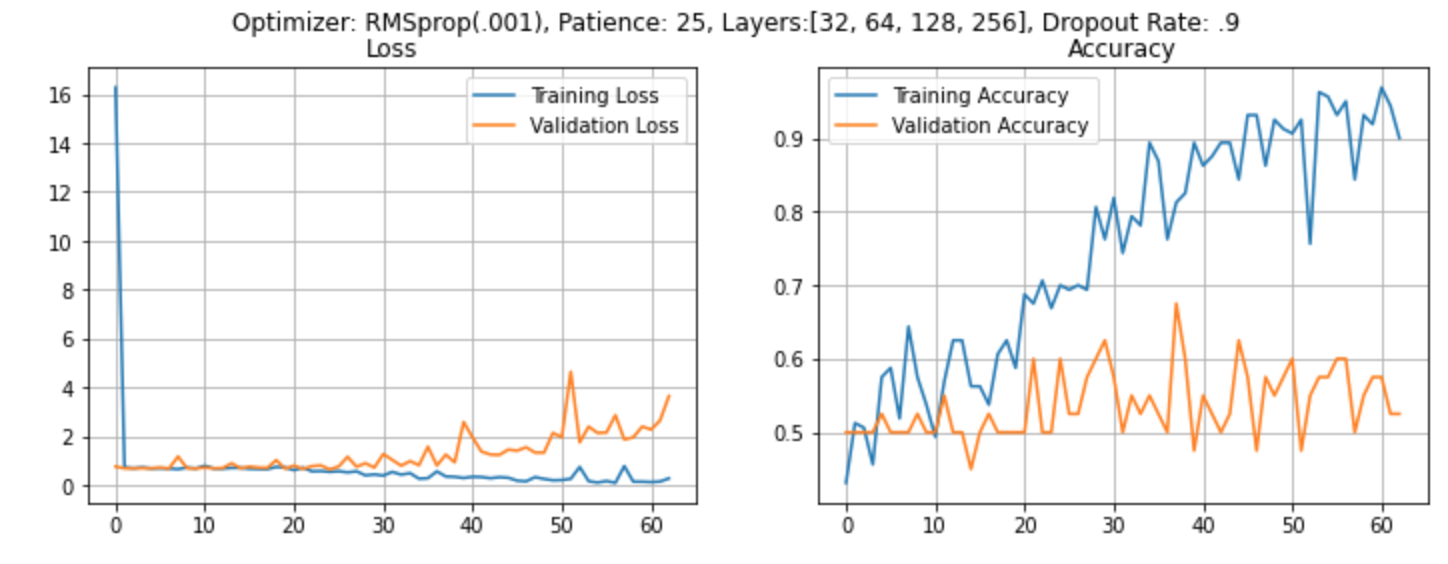 Optimizer: RMSprop(.001), Patience: 25, Layers:[32, 64, 128, 256], Dropout Rate: .9
Loss
16
14
12
10
8
6
4
2
0
0 10 20 30 40 50 60
Training Loss
Validation Loss
Accuracy
0.9
0.8
0.7
0.6
0.5
0 10 20 30 40 50 60
Training Accuracy
Validation Accuracy